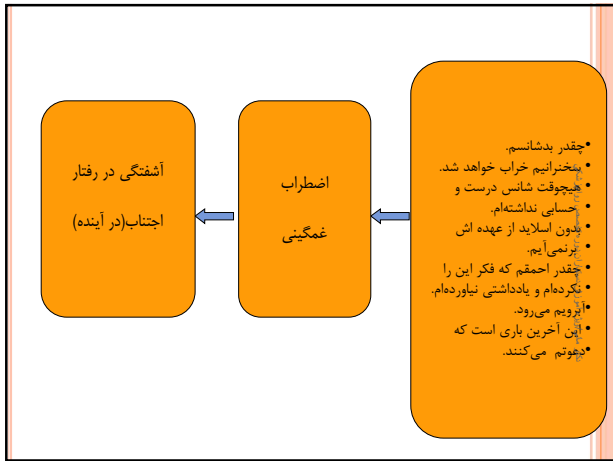 •چقدر بدشانسم.
•سخنرانیم خراب خواهد شد.
•هیچوقت شانس درست و
•حسابی نداشته‌ام.
•بدون اسلاید از عهده اش
•برنمی‌آیم.
•چقدر احمقم که فکر این را
•نکرده‌ام و یادداشتی نیاورده‌ام.
•آبرویم می‌رود.
•این آخرین باری است که
•دعوتم می‌کنند.
اضطراب
غمگینی
آشفتگی در رفتار
اجتناب(در آینده)